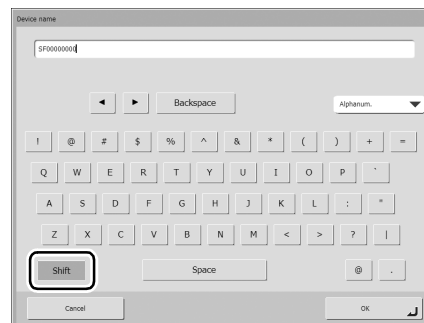 Device name
SF00000000
◄ ► Backspace Alphanum.
! @ # $ % ^ & * ( ) + =
Q W E R T Y U I O P `
A S D F G H J K L : "
Z X C V B N M < > ? |
Shift Space @ .
Cancel OK